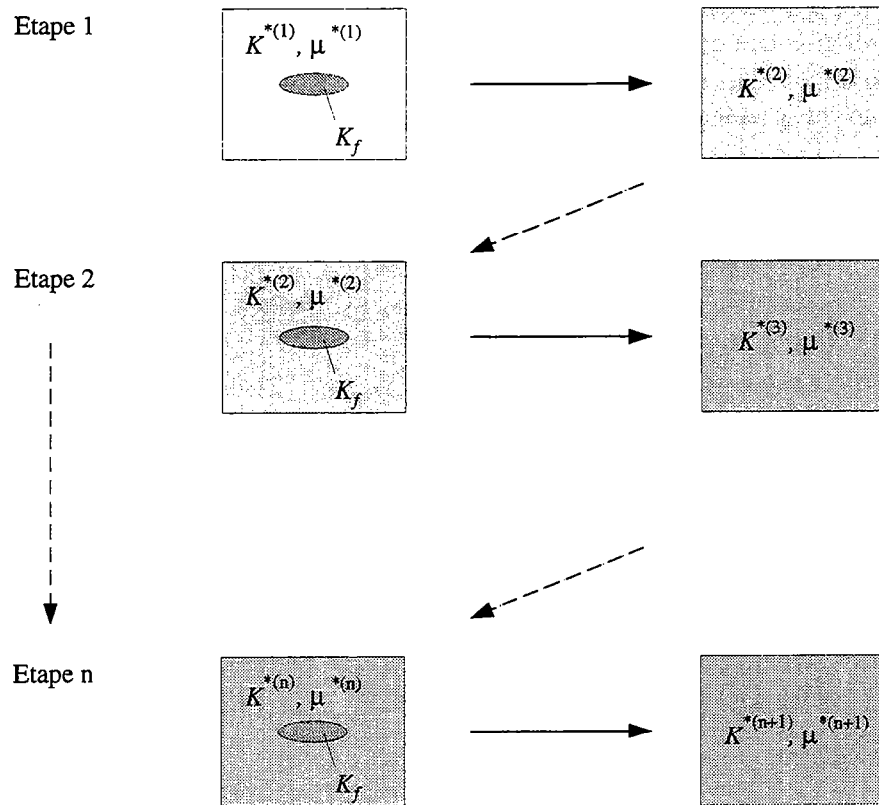 Etape 1
K*(1), μ*(1)
K_f
K*(2), μ*(2)
Etape 2
K*(2), μ*(2)
K_f
K*(3), μ*(3)
Etape n
K*(n), μ*(n)
K_f
K*(n+1), μ*(n+1)